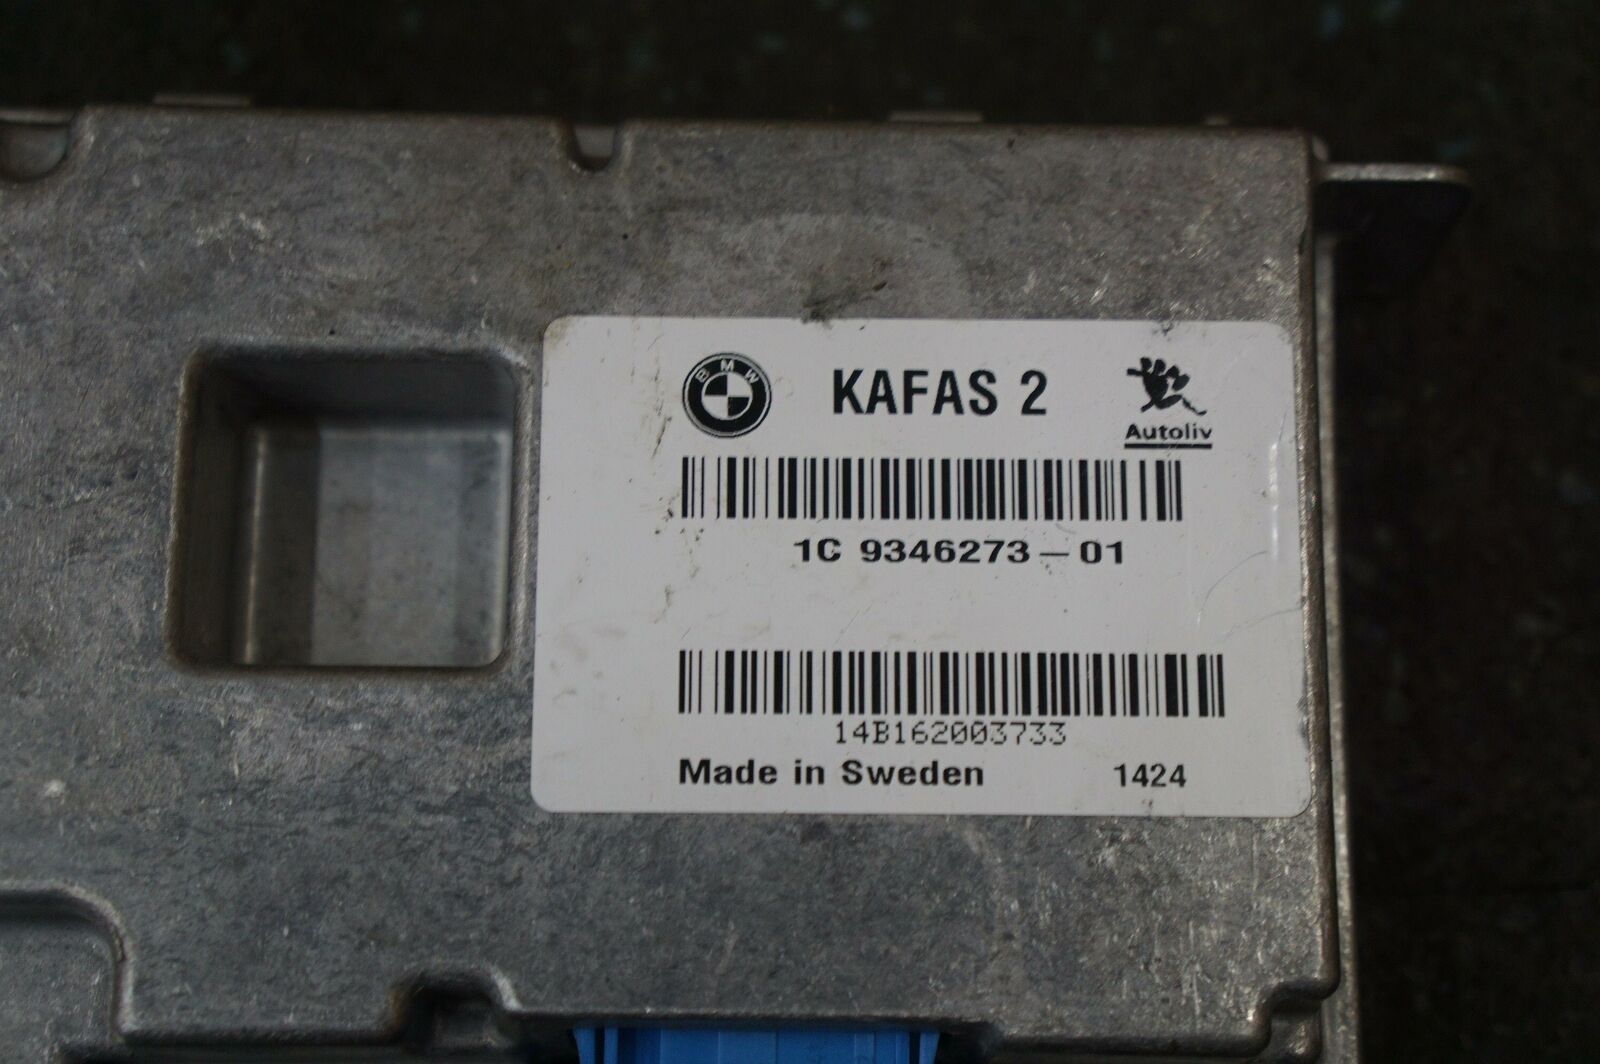 BMW KAFAS 2 Autoliv
1C 9346273-01
14B162003733
Made in Sweden 1424